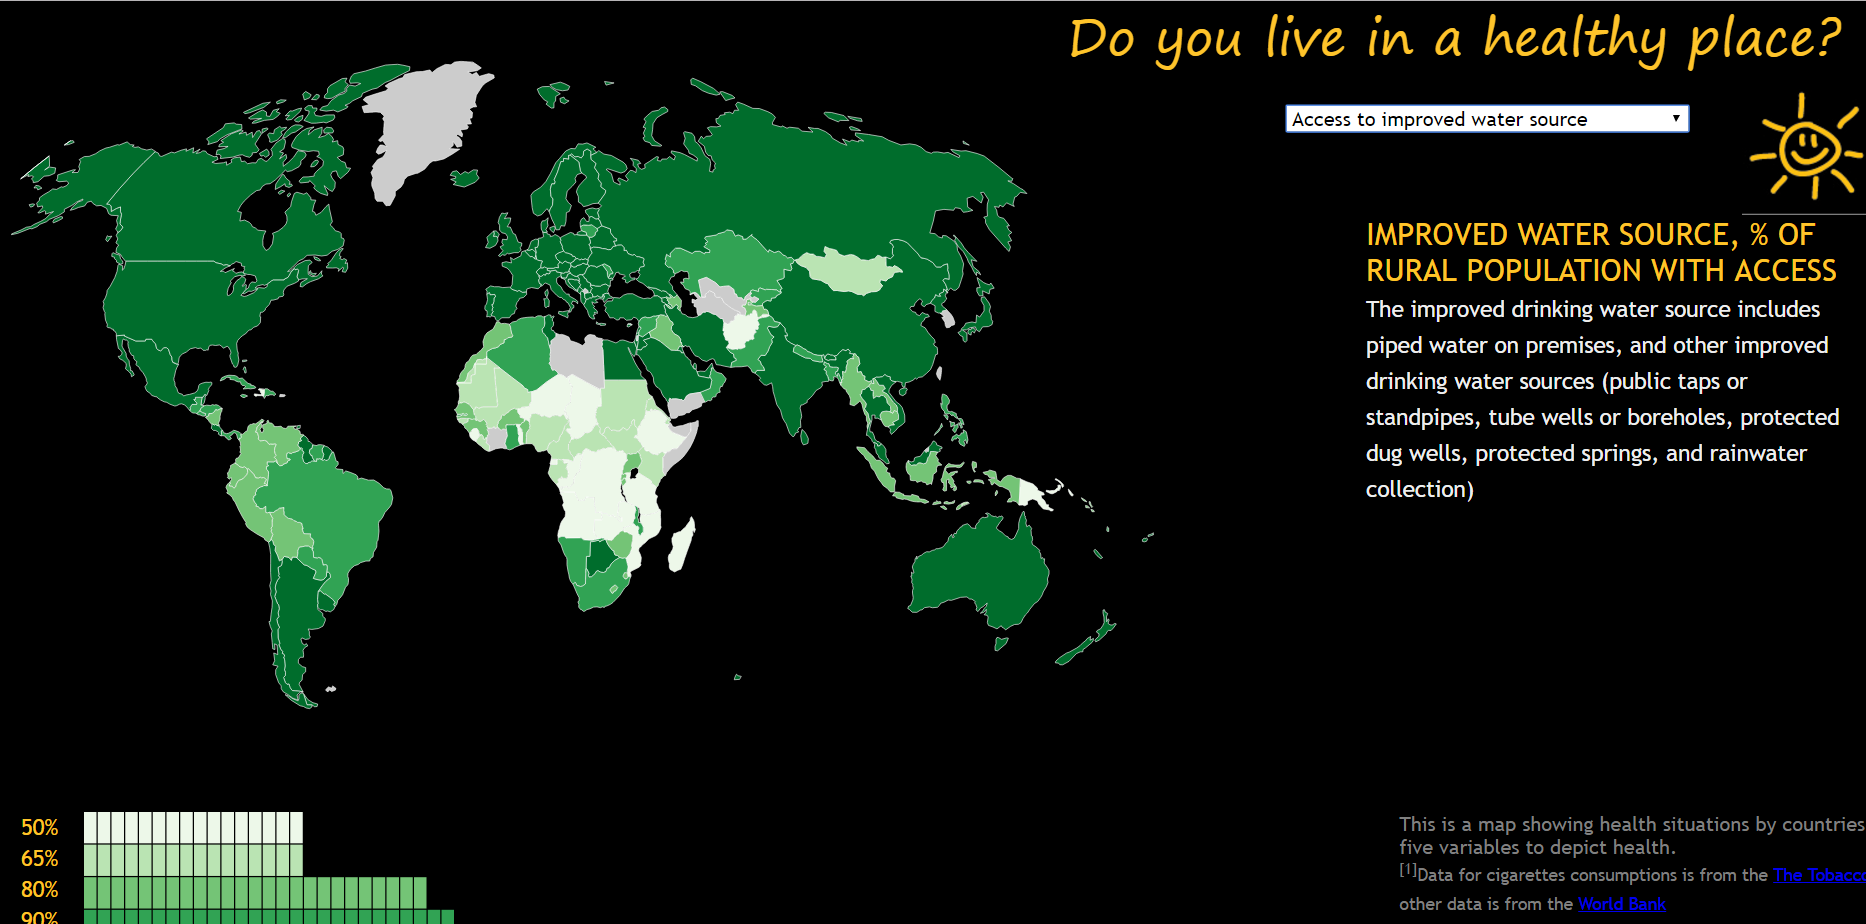 Do you live in a healthy place?
Access to improved water source
IMPROVED WATER SOURCE, % OF
RURAL POPULATION WITH ACCESS
The improved drinking water source includes
piped water on premises, and other improved
drinking water sources (public taps or
standpipes, tube wells or boreholes, protected
dug wells, protected springs, and rainwater
collection)
50%
65%
80%
90%
This is a map showing health situations by countries
five variables to depict health.
[1]Data for cigarettes consumptions is from the The Tobacco
other data is from the World Bank